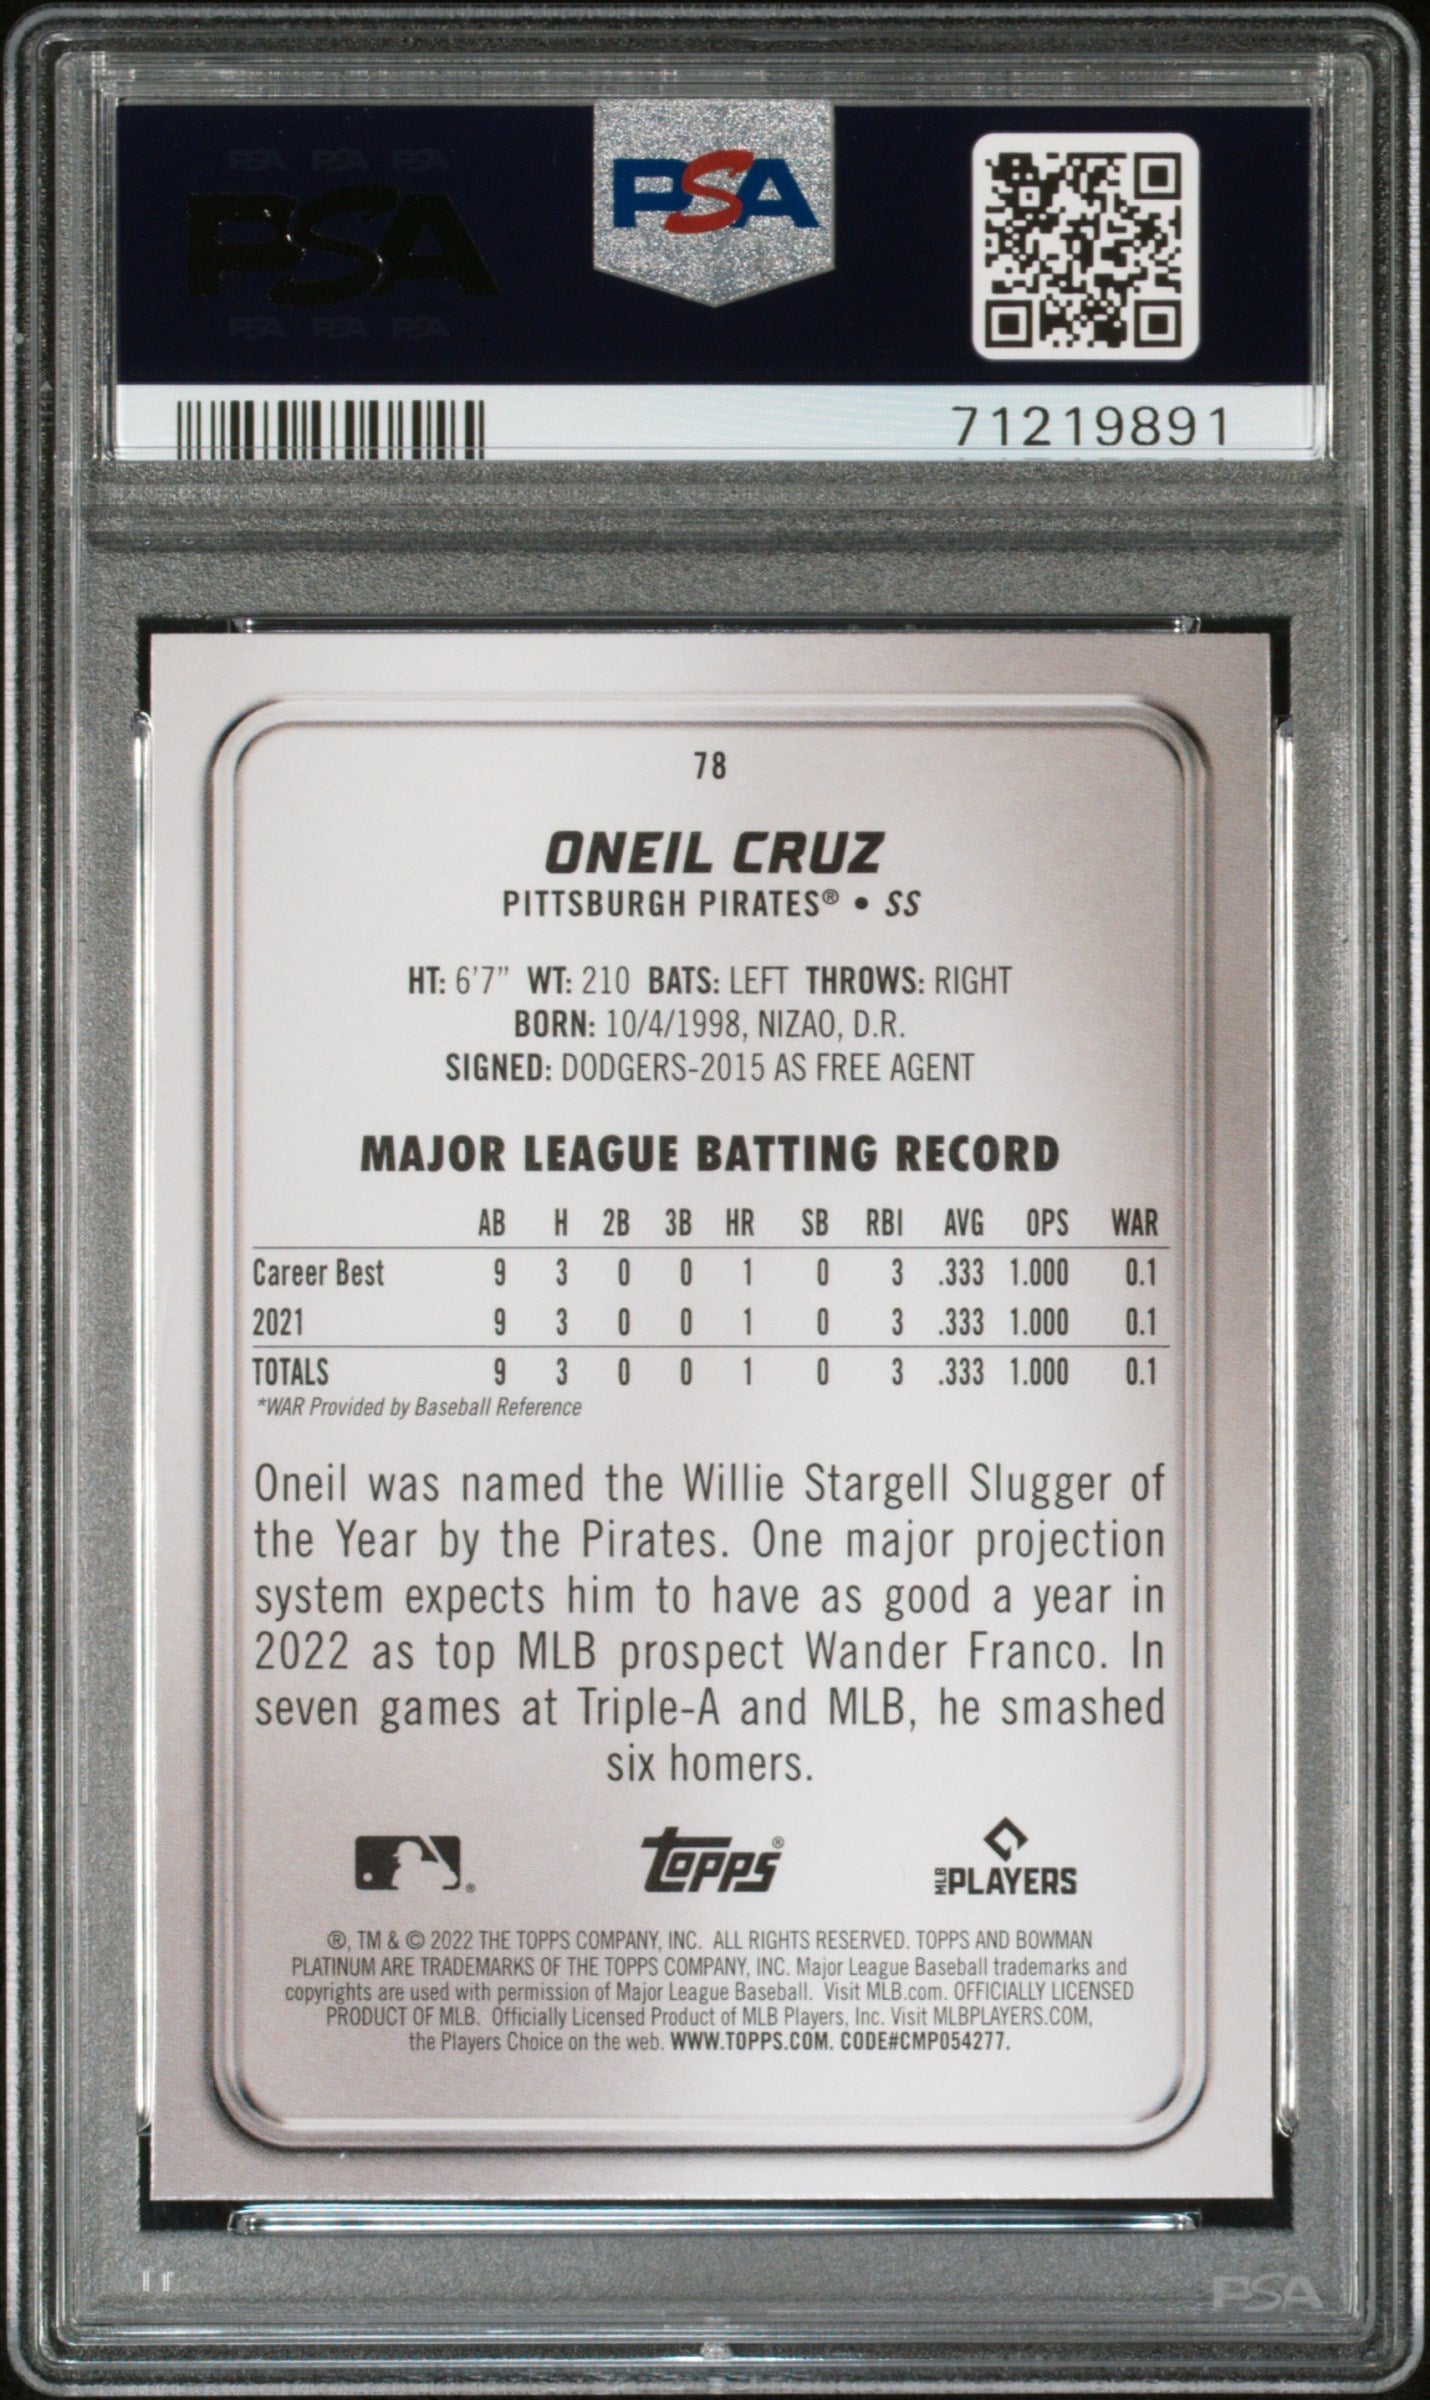 PSA PSA PSA
PSA
PSA PSA PSA
PSA
71219891
78
ONEIL CRUZ
PITTSBURGH PIRATES® • SS
HT: 6'7" WT: 210 BATS: LEFT THROWS: RIGHT
BORN: 10/4/1998, NIZAO, D.R.
SIGNED: DODGERS-2015 AS FREE AGENT
MAJOR LEAGUE BATTING RECORD
AB H 2B 3B HR SB RBI AVG OPS WAR
Career Best 9 3 0 0 1 0 3 .333 1.000 0.1
2021 9 3 0 0 1 0 3 .333 1.000 0.1
TOTALS 9 3 0 0 1 0 3 .333 1.000 0.1
*WAR Provided by Baseball Reference
Oneil was named the Willie Stargell Slugger of
the Year by the Pirates. One major projection
system expects him to have as good a year in
2022 as top MLB prospect Wander Franco. In
seven games at Triple-A and MLB, he smashed
six homers.
® topps® MLB PLAYERS
®, TM & © 2022 THE TOPPS COMPANY, INC. ALL RIGHTS RESERVED. TOPPS AND BOWMAN
PLATINUM ARE TRADEMARKS OF THE TOPPS COMPANY, INC. Major League Baseball trademarks and
copyrights are used with permission of Major League Baseball. Visit MLB.com. OFFICIALLY LICENSED
PRODUCT OF MLB. Officially Licensed Product of MLB Players, Inc. Visit MLBPLAYERS.COM,
the Players Choice on the web. WWW.TOPPS.COM. CODE#CMP054277.
PSA